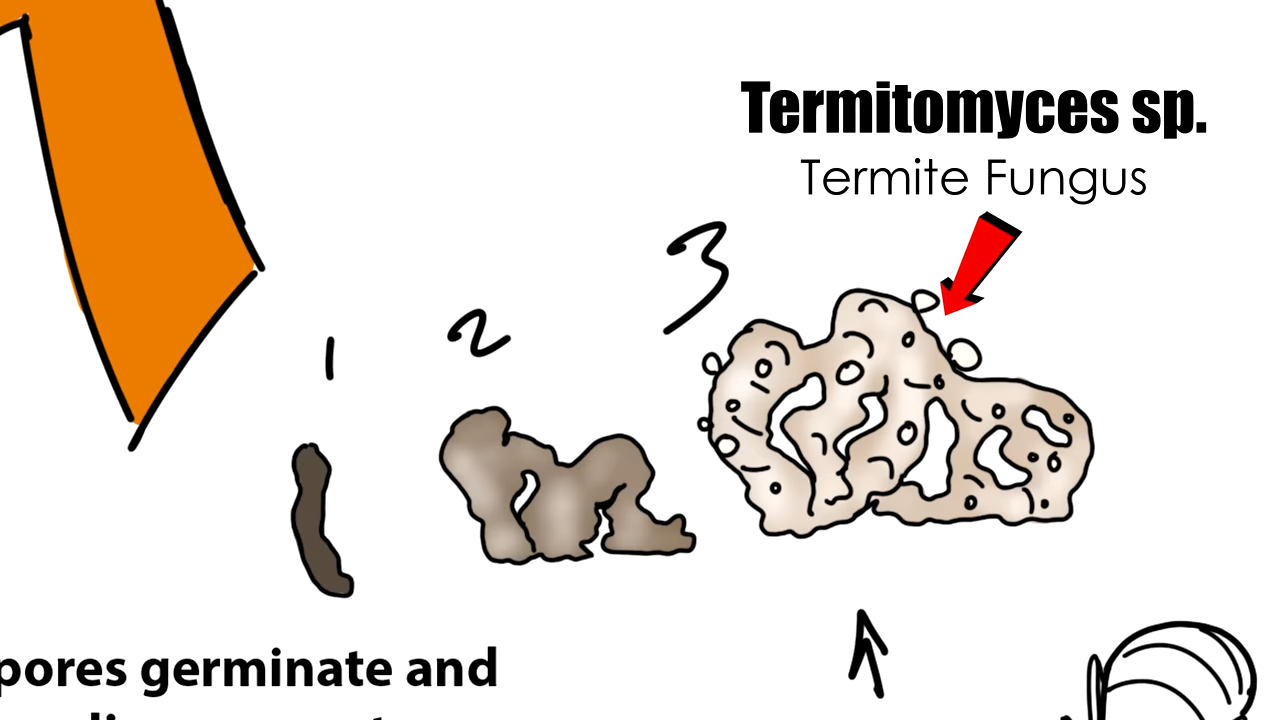 Termitomyces sp.
Termite Fungus
3
2
1
pores germinate and